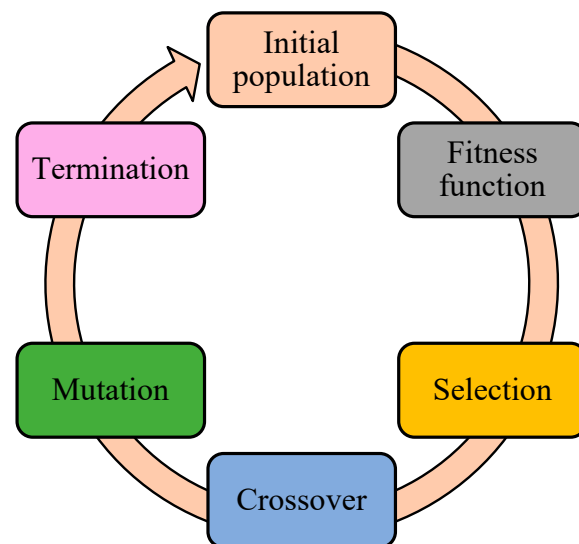 Initial
population
Fitness
function
Selection
Crossover
Mutation
Termination